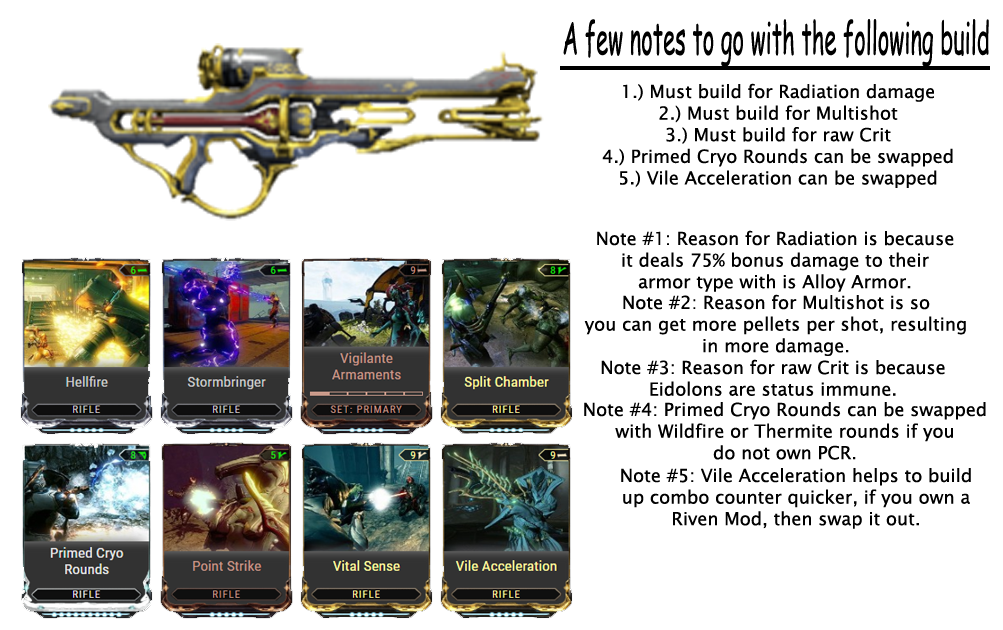 A few notes to go with the following build
1.) Must build for Radiation damage
2.) Must build for Multishot
3.) Must build for raw Crit
4.) Primed Cryo Rounds can be swapped
5.) Vile Acceleration can be swapped
Note #1: Reason for Radiation is because
it deals 75% bonus damage to their
armor type with is Alloy Armor.
Note #2: Reason for Multishot is so
you can get more pellets per shot, resulting
in more damage.
Note #3: Reason for raw Crit is because
Eidolons are status immune.
Note #4: Primed Cryo Rounds can be swapped
with Wildfire or Thermite rounds if you
do not own PCR.
Note #5: Vile Acceleration helps to build
up combo counter quicker, if you own a
Riven Mod, then swap it out.
6
Hellfire
RIFLE
6
Stormbringer
RIFLE
9
Vigilante
Armaments
SET: PRIMARY
8
Split Chamber
RIFLE
8
Primed Cryo
Rounds
RIFLE
5
Point Strike
RIFLE
9
Vital Sense
RIFLE
9
Vile Acceleration
RIFLE